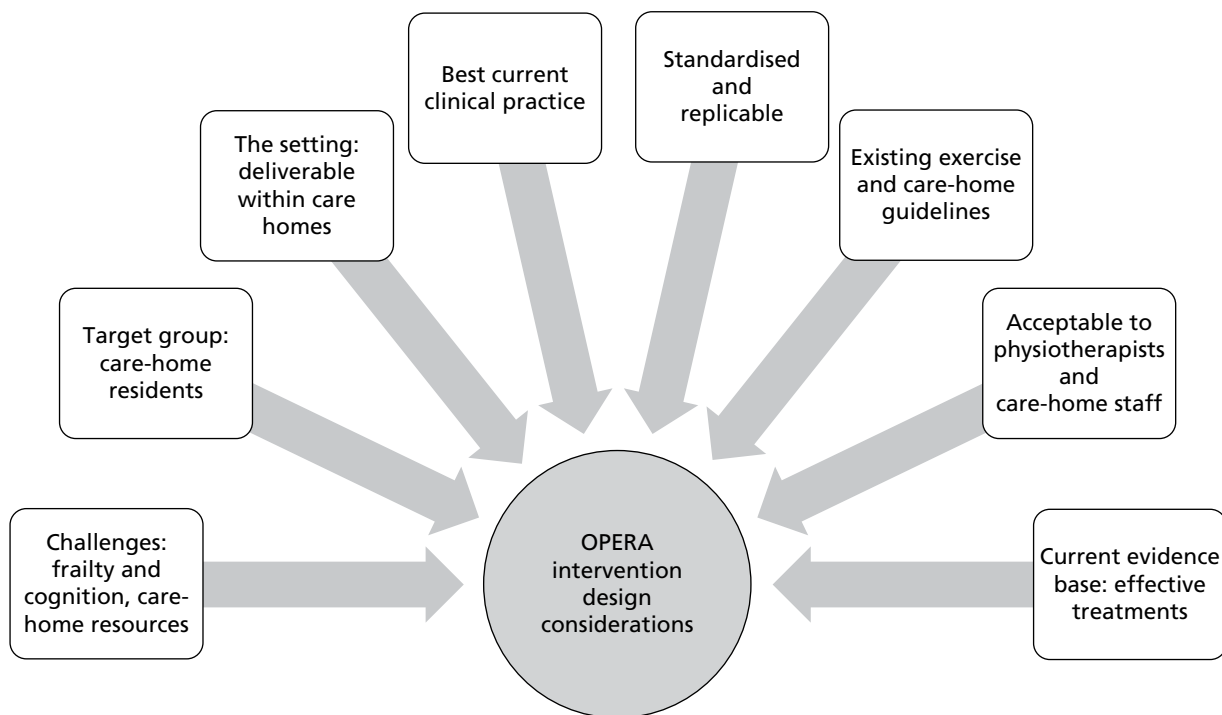 Best current
clinical practice
Standardised
and
replicable
The setting:
deliverable
within care
homes
Existing exercise
and care-home
guidelines
Target group:
care-home
residents
Acceptable to
physiotherapists
and
care-home staff
Challenges:
frailty and
cognition, care-
home resources
OPERA
intervention
design
considerations
Current evidence
base: effective
treatments